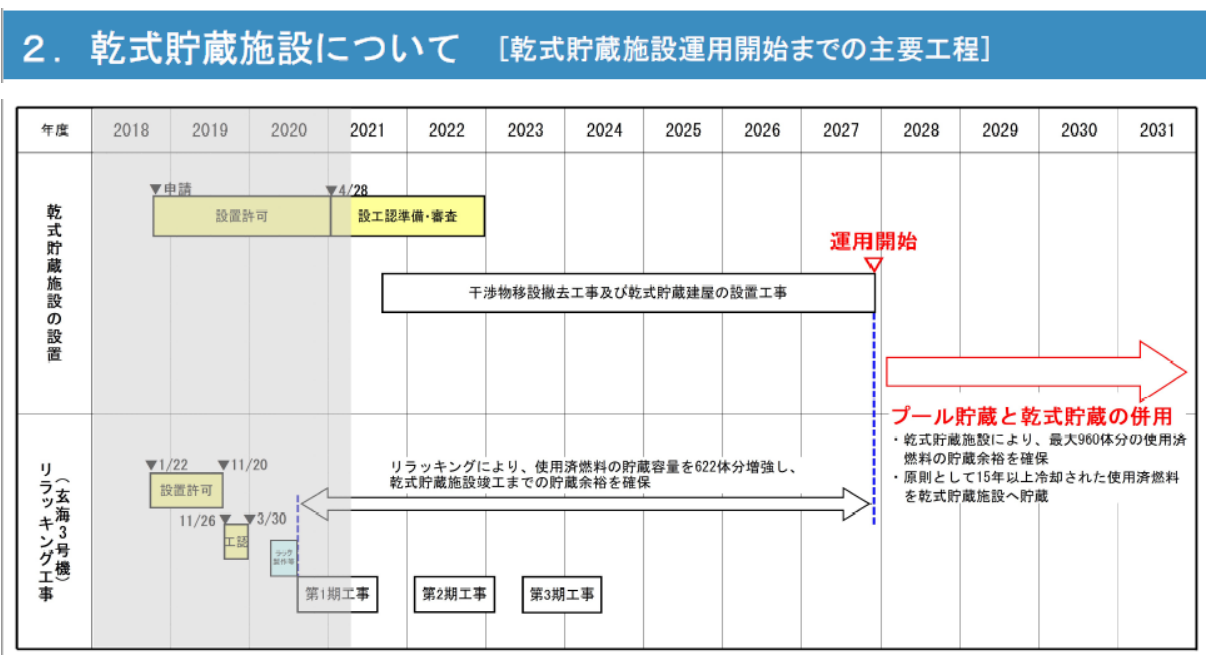 ２．乾式貯蔵施設について　[乾式貯蔵施設運用開始までの主要工程]
年度 2018 2019 2020 2021 2022 2023 2024 2025 2026 2027 2028 2029 2030 2031
乾式貯蔵施設の設置
▼申請
▼4/28
設置許可
設工認準備・審査
運用開始
干渉物移設撤去工事及び乾式貯蔵建屋の設置工事
プール貯蔵と乾式貯蔵の併用
・乾式貯蔵施設により、最大960体分の使用済
燃料の貯蔵余裕を確保
・原則として15年以上冷却された使用済燃料
を乾式貯蔵施設へ貯蔵
リラッキング工事
（玄海３号機）
▼1/22 ▼11/20
設置許可
リラッキングにより、使用済燃料の貯蔵容量を622体分増強し、
乾式貯蔵施設竣工までの貯蔵余裕を確保
11/26▼ ▼3/30
工認
ラック
製作等
第1期工事
第2期工事
第3期工事